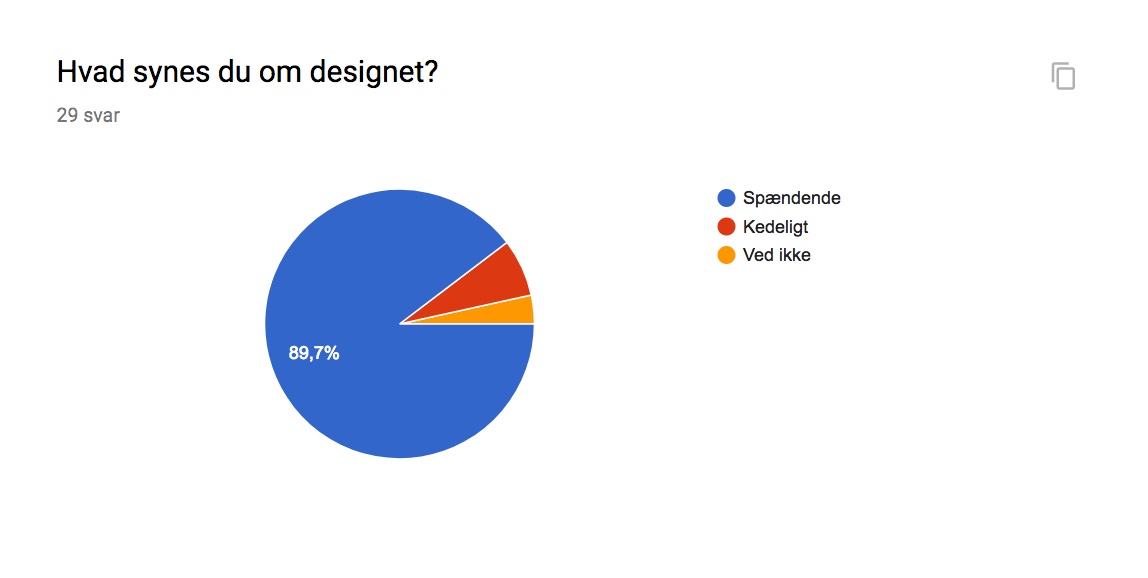 Hvad synes du om designet?
29 svar
Spændende
Kedeligt
Ved ikke
89,7%